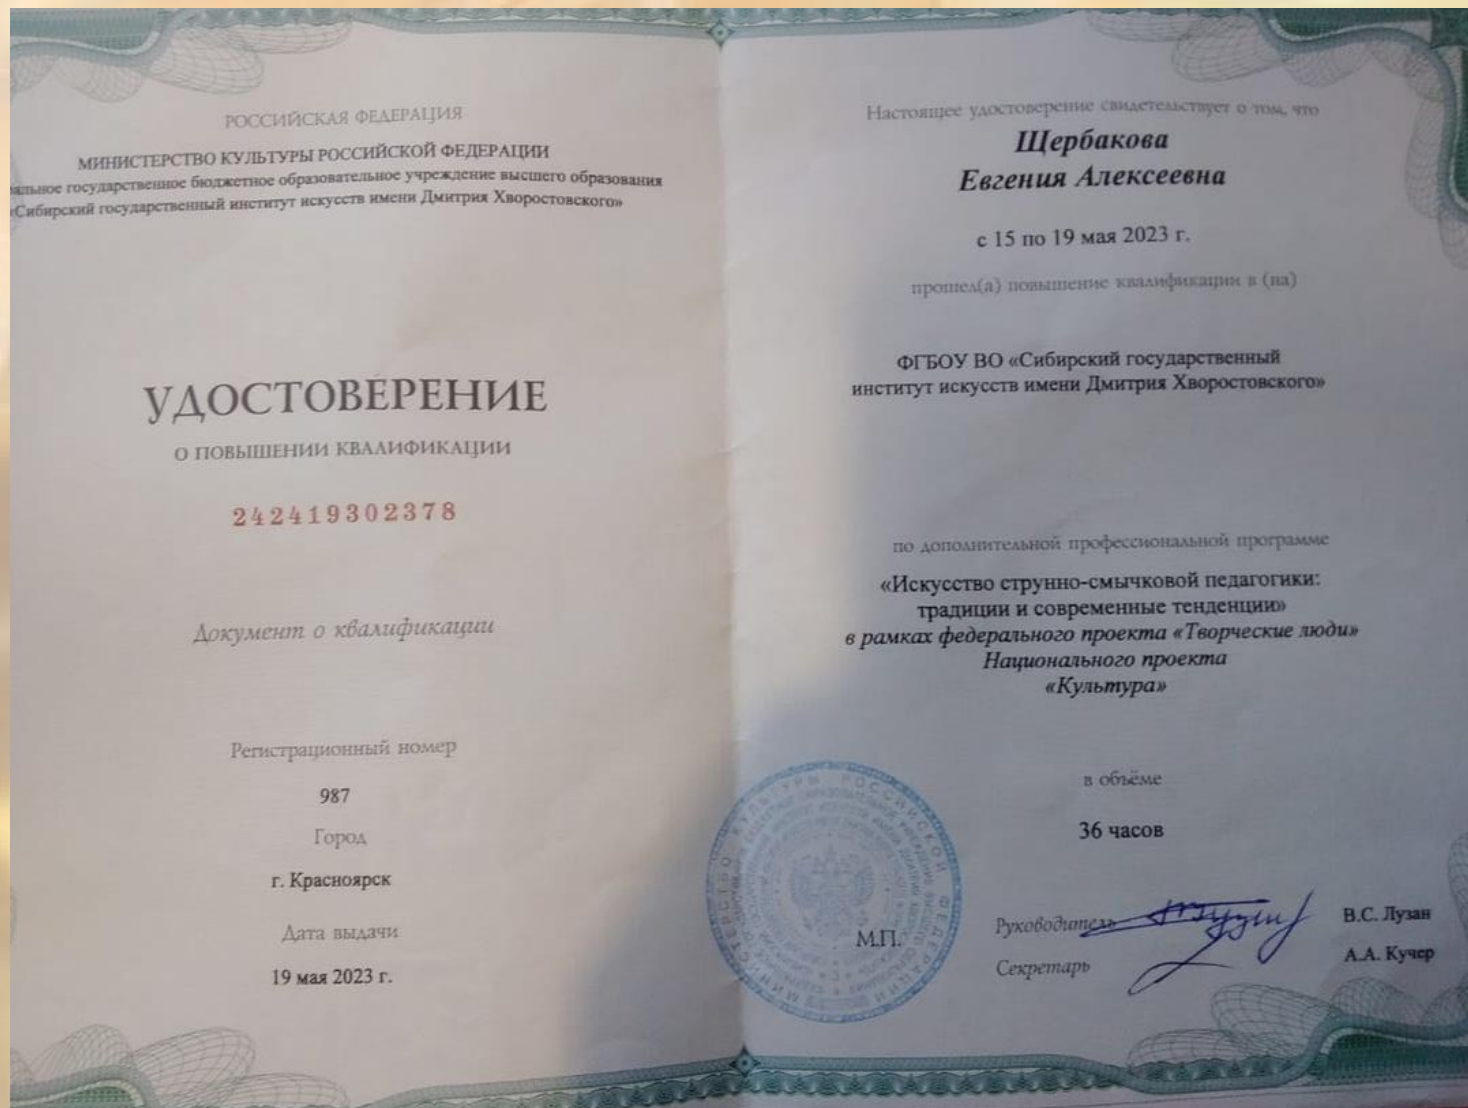 РОССИЙСКАЯ ФЕДЕРАЦИЯ
МИНИСТЕРСТВО КУЛЬТУРЫ РОССИЙСКОЙ ФЕДЕРАЦИИ
государственное бюджетное образовательное учреждение высшего образования
«Сибирский государственный институт искусств имени Дмитрия Хворостовского»
УДОСТОВЕРЕНИЕ
О ПОВЫШЕНИИ КВАЛИФИКАЦИИ
242419302378
Документ о квалификации
Регистрационный номер
987
Город
г. Красноярск
Дата выдачи
19 мая 2023 г.
Настоящее удостоверение свидетельствует о том, что
Щербакова
Евгения Алексеевна
с 15 по 19 мая 2023 г.
прошел(а) повышение квалификации в (на)
ФГБОУ ВО «Сибирский государственный
институт искусств имени Дмитрия Хворостовского»
по дополнительной профессиональной программе
«Искусство струнно-смычковой педагогики:
традиции и современные тенденции»
в рамках федерального проекта «Творческие люди»
Национального проекта
«Культура»
в объёме
36 часов
МИНИСТЕРСТВО КУЛЬТУРЫ РОССИЙСКОЙ ФЕДЕРАЦИИ
М.П.
Руководитель В.С. Лузан
Секретарь А.А. Кучер